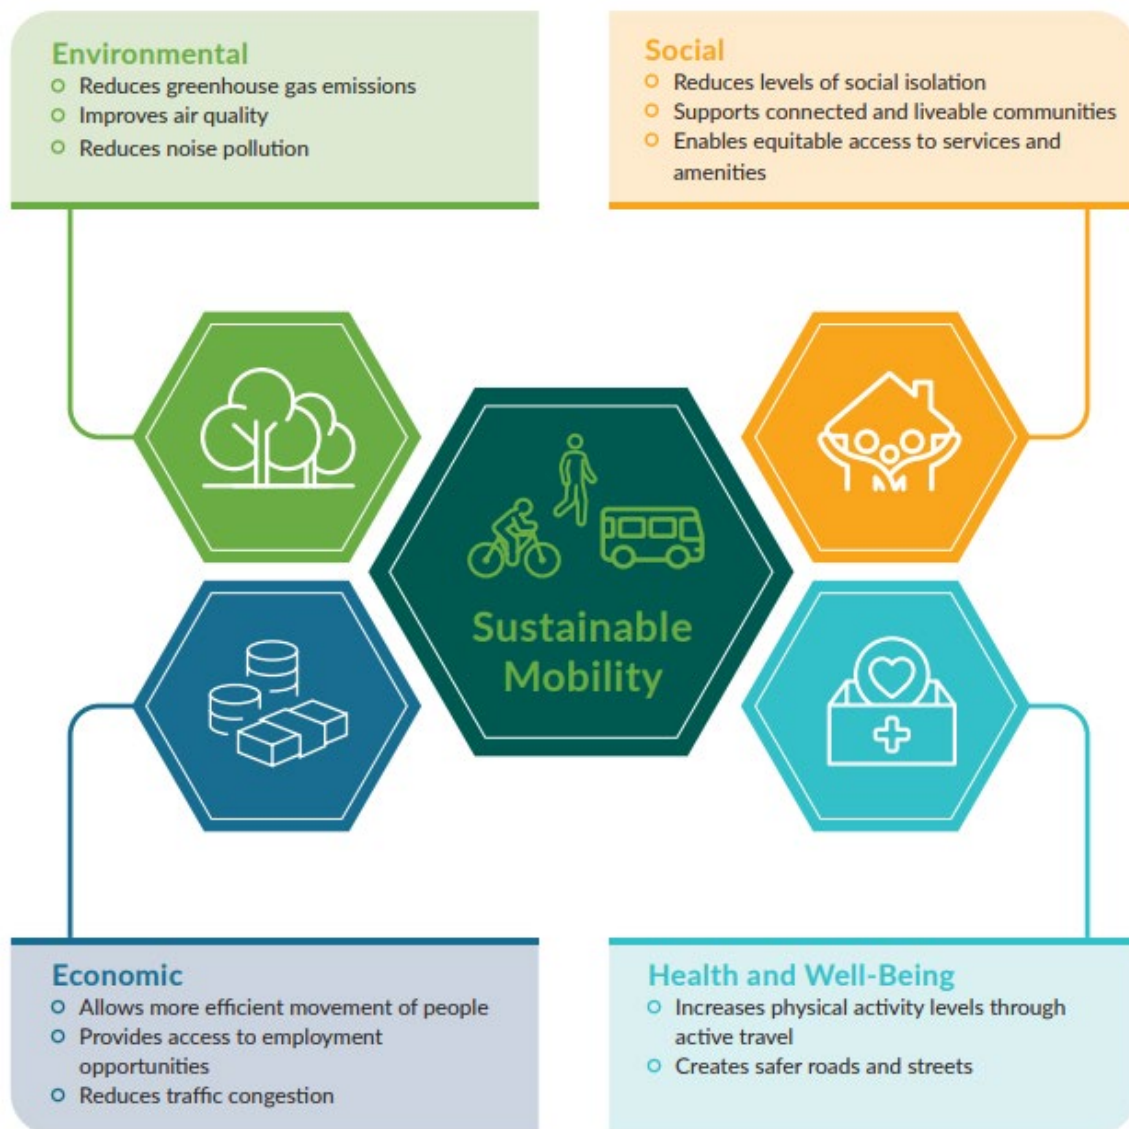 Environmental
Reduces greenhouse gas emissions
Improves air quality
Reduces noise pollution
Social
Reduces levels of social isolation
Supports connected and liveable communities
Enables equitable access to services and
amenities
Sustainable
Mobility
Economic
Allows more efficient movement of people
Provides access to employment
opportunities
Reduces traffic congestion
Health and Well-Being
Increases physical activity levels through
active travel
Creates safer roads and streets